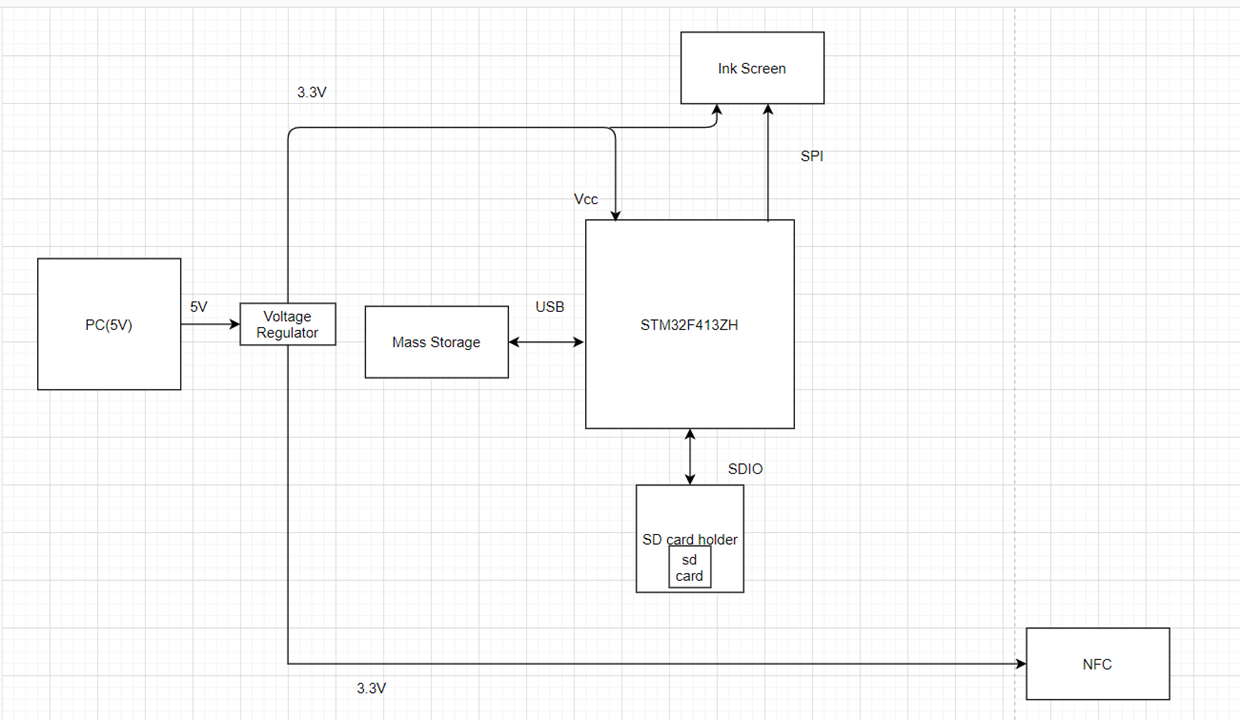 Ink Screen
3.3V
SPI
Vcc
PC(5V)
5V
Voltage
Regulator
Mass Storage
USB
STM32F413ZH
SDIO
SD card holder
sd
card
NFC
3.3V